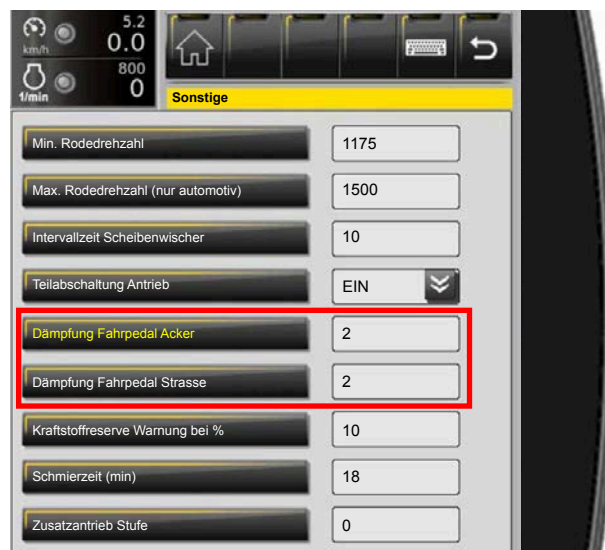 5.2
km/h 0.0
800
1/min 0
Sonstige
Min. Rodedrehzahl 1175
Max. Rodedrehzahl (nur automotiv) 1500
Intervallzeit Scheibenwischer 10
Teilabschaltung Antrieb EIN
Dämpfung Fahrpedal Acker 2
Dämpfung Fahrpedal Strasse 2
Kraftstoffreserve Warnung bei % 10
Schmierzeit (min) 18
Zusatzantrieb Stufe 0